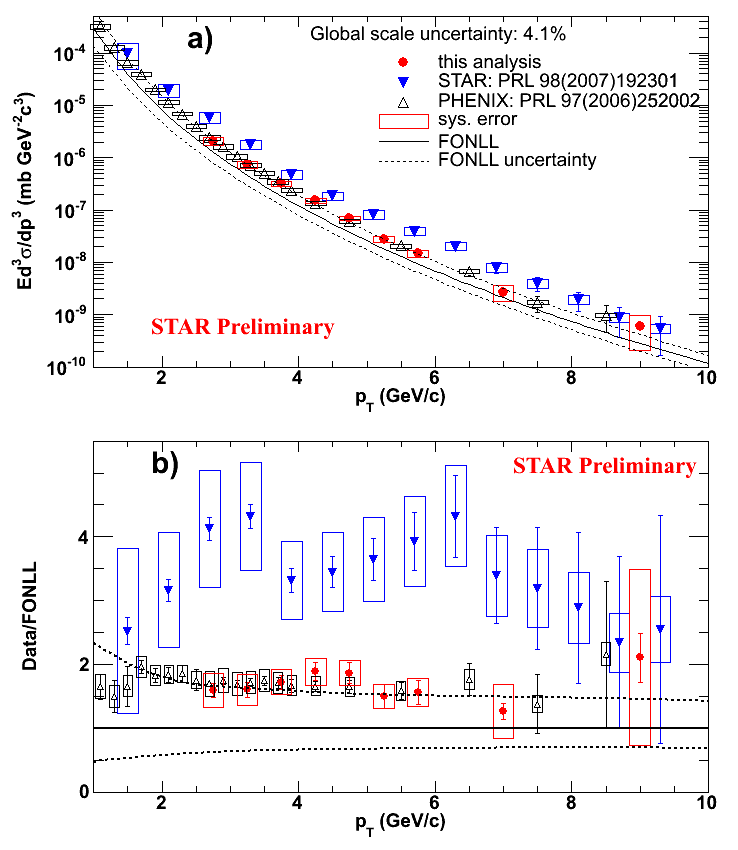 a)
Global scale uncertainty: 4.1%
this analysis
STAR: PRL 98(2007)192301
PHENIX: PRL 97(2006)252002
sys. error
FONLL
FONLL uncertainty
Ed³σ/dp³ (mb GeV⁻²c³)
10⁻⁴
10⁻⁵
10⁻⁶
10⁻⁷
10⁻⁸
10⁻⁹
10⁻¹⁰
STAR Preliminary
2 4 6 8 10
p_T (GeV/c)
b)
STAR Preliminary
Data/FONLL
4
2
0
2 4 6 8 10
p_T (GeV/c)